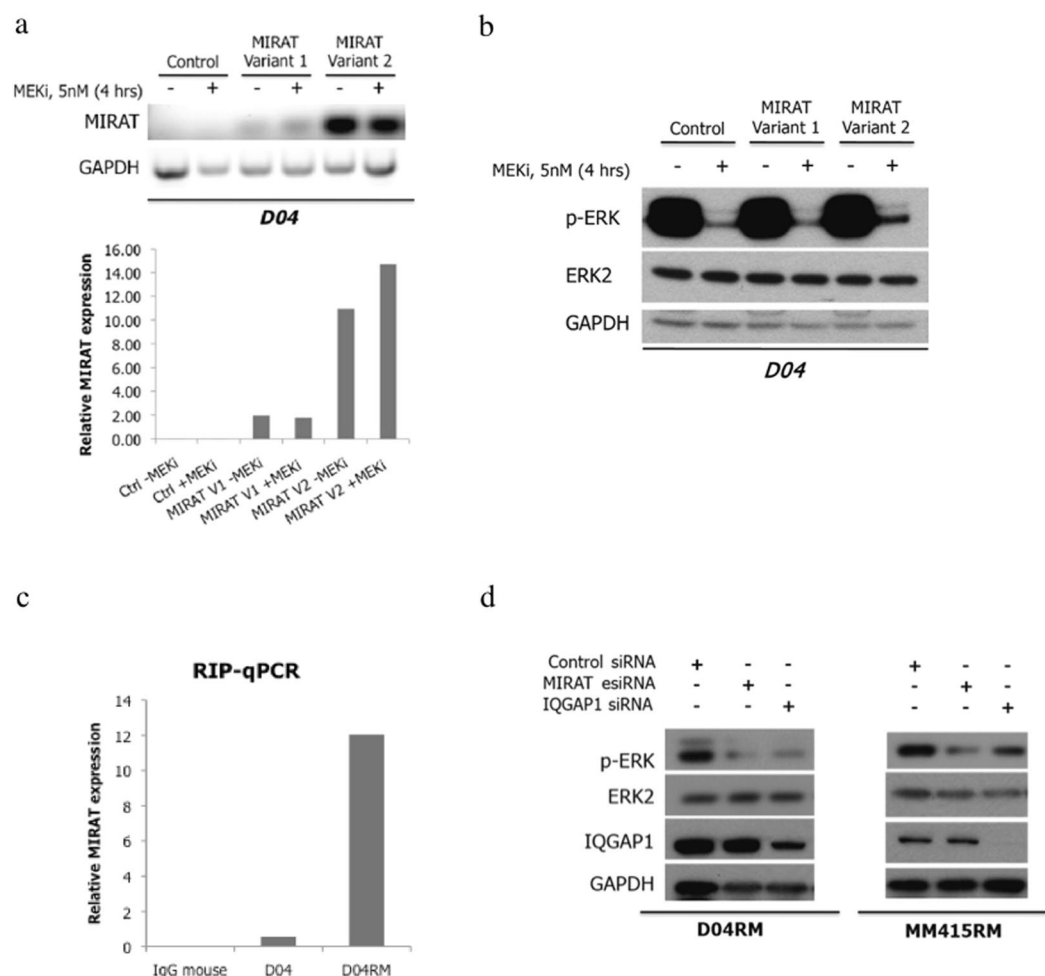 a
Control
MIRAT
Variant 1
MIRAT
Variant 2
MEKi, 5nM (4 hrs)
- + - + - +
MIRAT
GAPDH
D04
Relative MIRAT expression
16.00
14.00
12.00
10.00
8.00
6.00
4.00
2.00
0.00
Ctrl -MEKi
Ctrl +MEKi
MIRAT V1 -MEKi
MIRAT V1 +MEKi
MIRAT V2 -MEKi
MIRAT V2 +MEKi
b
Control
MIRAT
Variant 1
MIRAT
Variant 2
MEKi, 5nM (4 hrs)
- + - + - +
p-ERK
ERK2
GAPDH
D04
c
RIP-qPCR
Relative MIRAT expression
14
12
10
8
6
4
2
0
IgG mouse
D04
D04RM
d
Control siRNA + - - + - -
MIRAT esiRNA - + - - + -
IQGAP1 siRNA - - + - - +
p-ERK
ERK2
IQGAP1
GAPDH
D04RM
MM415RM